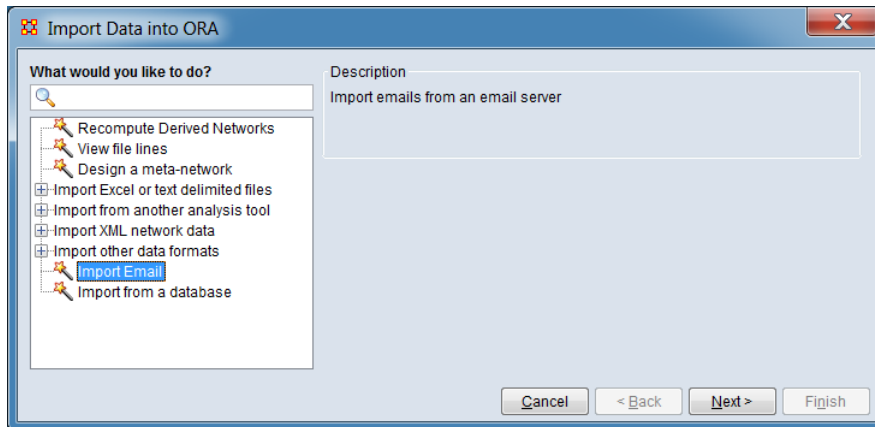 Import Data into ORA
What would you like to do?
Recompute Derived Networks
View file lines
Design a meta-network
Import Excel or text delimited files
Import from another analysis tool
Import XML network data
Import other data formats
Import Email
Import from a database
Description
Import emails from an email server
Cancel
< Back
Next >
Finish